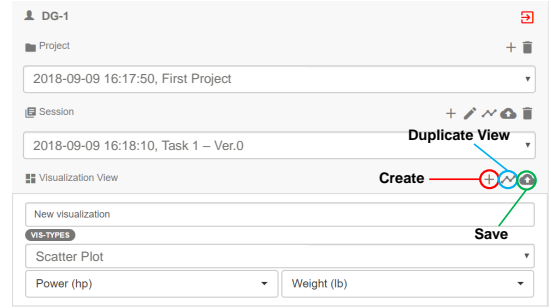 DG-1
Project
2018-09-09 16:17:50, First Project
Session
Duplicate View
2018-09-09 16:18:10, Task 1 – Ver.0
Visualization View
Create
New visualization
Save
VIS-TYPES
Scatter Plot
Power (hp)
Weight (lb)